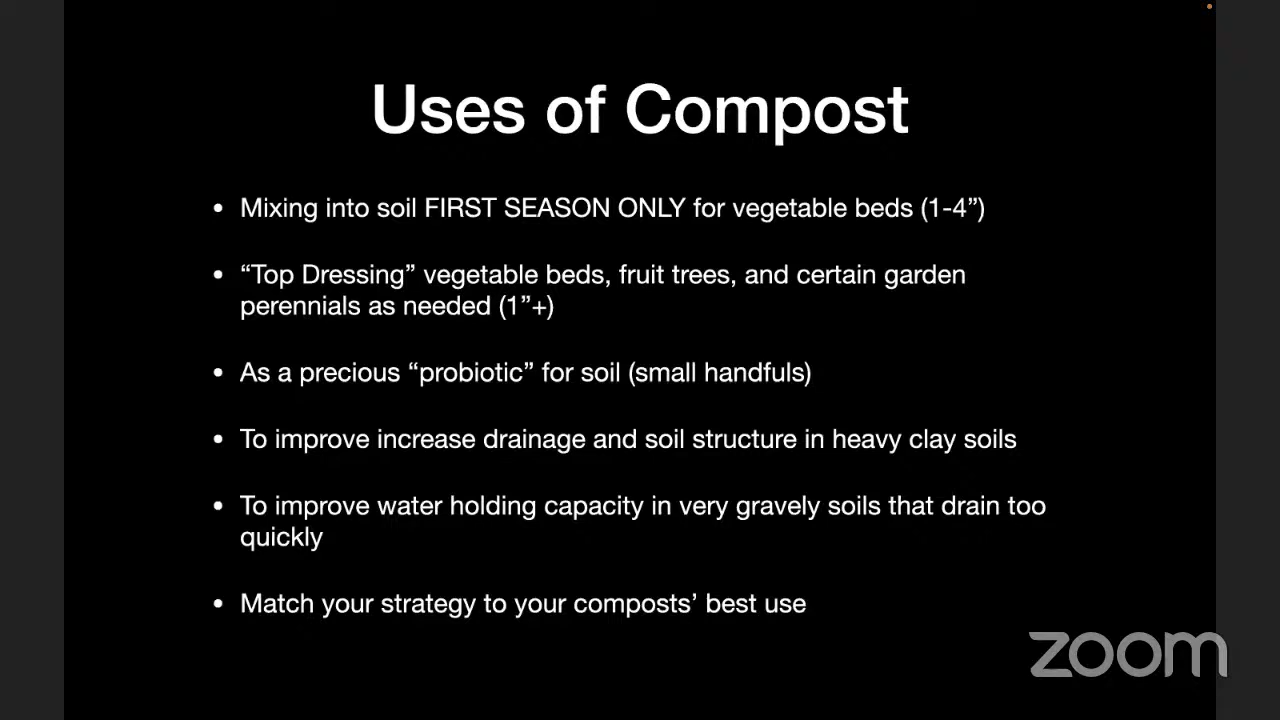 Uses of Compost
• Mixing into soil FIRST SEASON ONLY for vegetable beds (1-4”)
• “Top Dressing” vegetable beds, fruit trees, and certain garden
perennials as needed (1”+)
• As a precious “probiotic” for soil (small handfuls)
• To improve increase drainage and soil structure in heavy clay soils
• To improve water holding capacity in very gravely soils that drain too
quickly
• Match your strategy to your composts’ best use
zoom